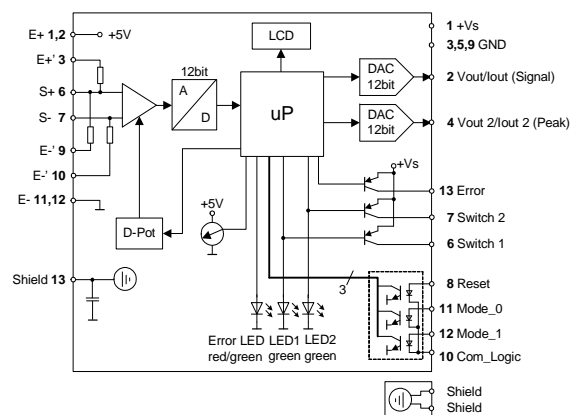 E+ 1,2
+5V
E+' 3
S+ 6
S- 7
E-' 9
E-' 10
E- 11,12
Shield 13
12bit
A
D
LCD
uP
D-Pot
+5V
DAC
12bit
DAC
12bit
+Vs
3
Error LED
red/green
LED1
green
LED2
green
1 +Vs
3,5,9 GND
2 Vout/Iout (Signal)
4 Vout 2/Iout 2 (Peak)
13 Error
7 Switch 2
6 Switch 1
8 Reset
11 Mode_0
12 Mode_1
10 Com_Logic
Shield
Shield